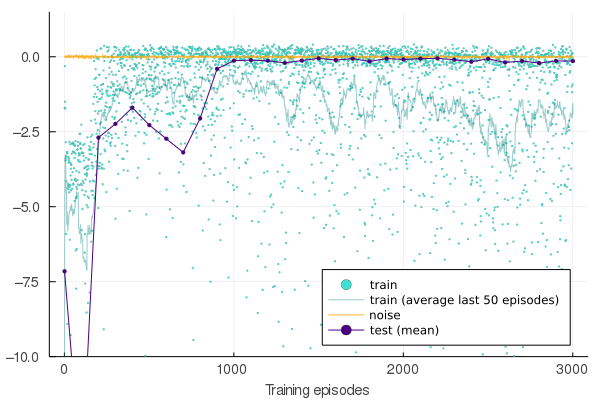 0.0
−2.5
−5.0
−7.5
−10.0
0
1000
2000
3000
Training episodes
train
train (average last 50 episodes)
noise
test (mean)